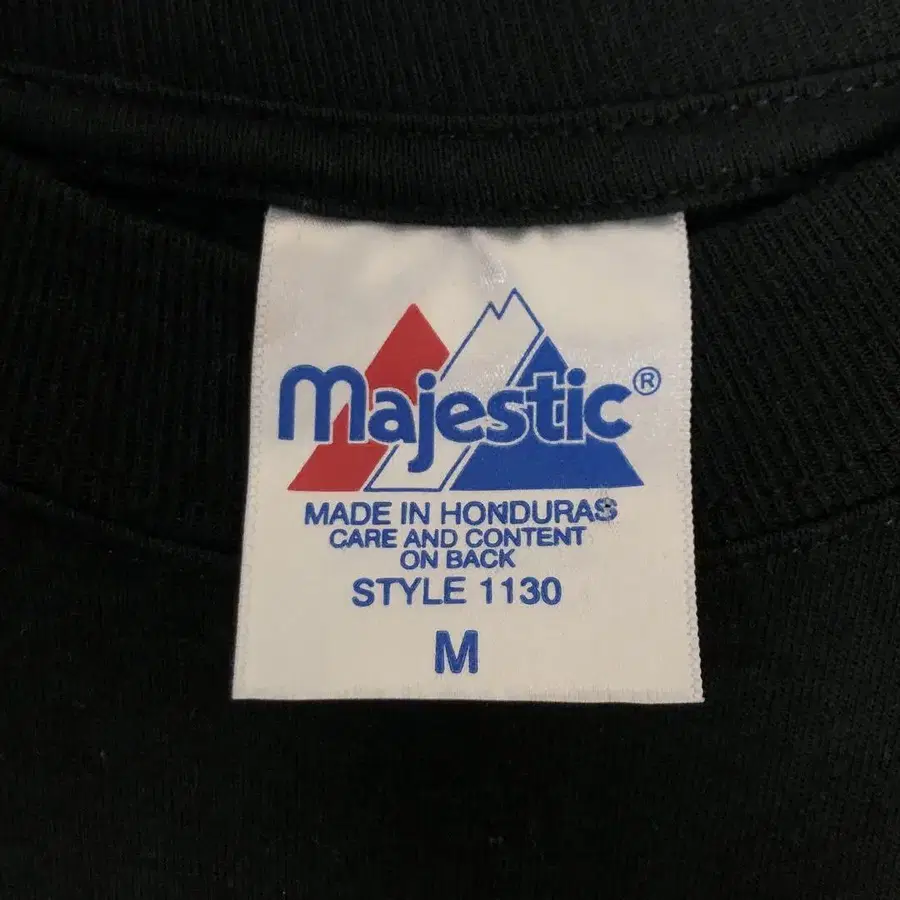 majestic®
MADE IN HONDURAS
CARE AND CONTENT
ON BACK
STYLE 1130
M